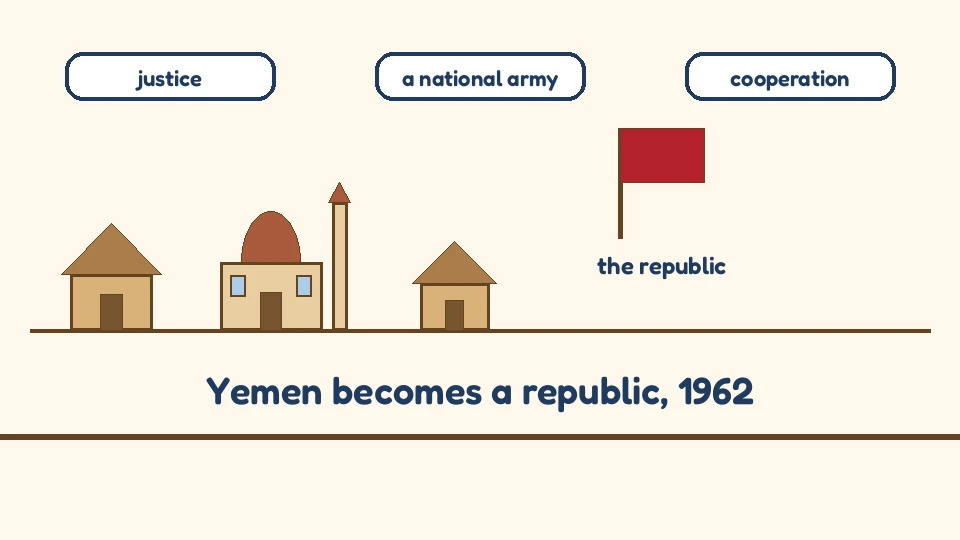 justice
a national army
cooperation
the republic
Yemen becomes a republic, 1962